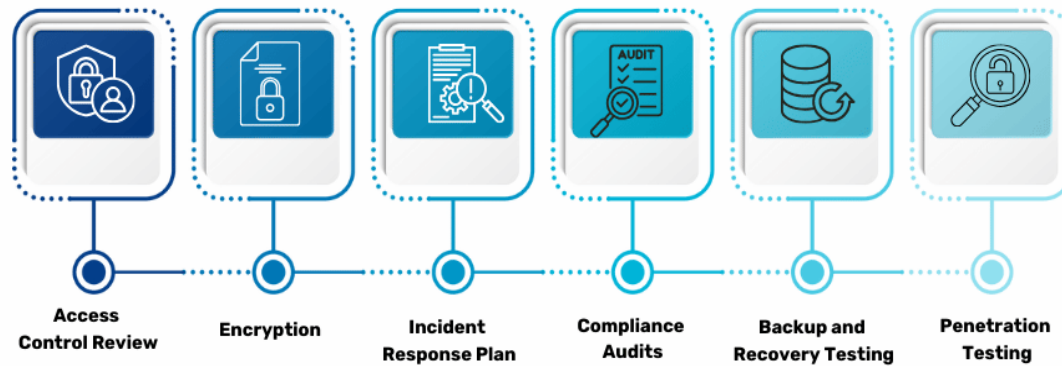 AUDIT
Access
Control Review
Encryption
Incident
Response Plan
Compliance
Audits
Backup and
Recovery Testing
Penetration
Testing